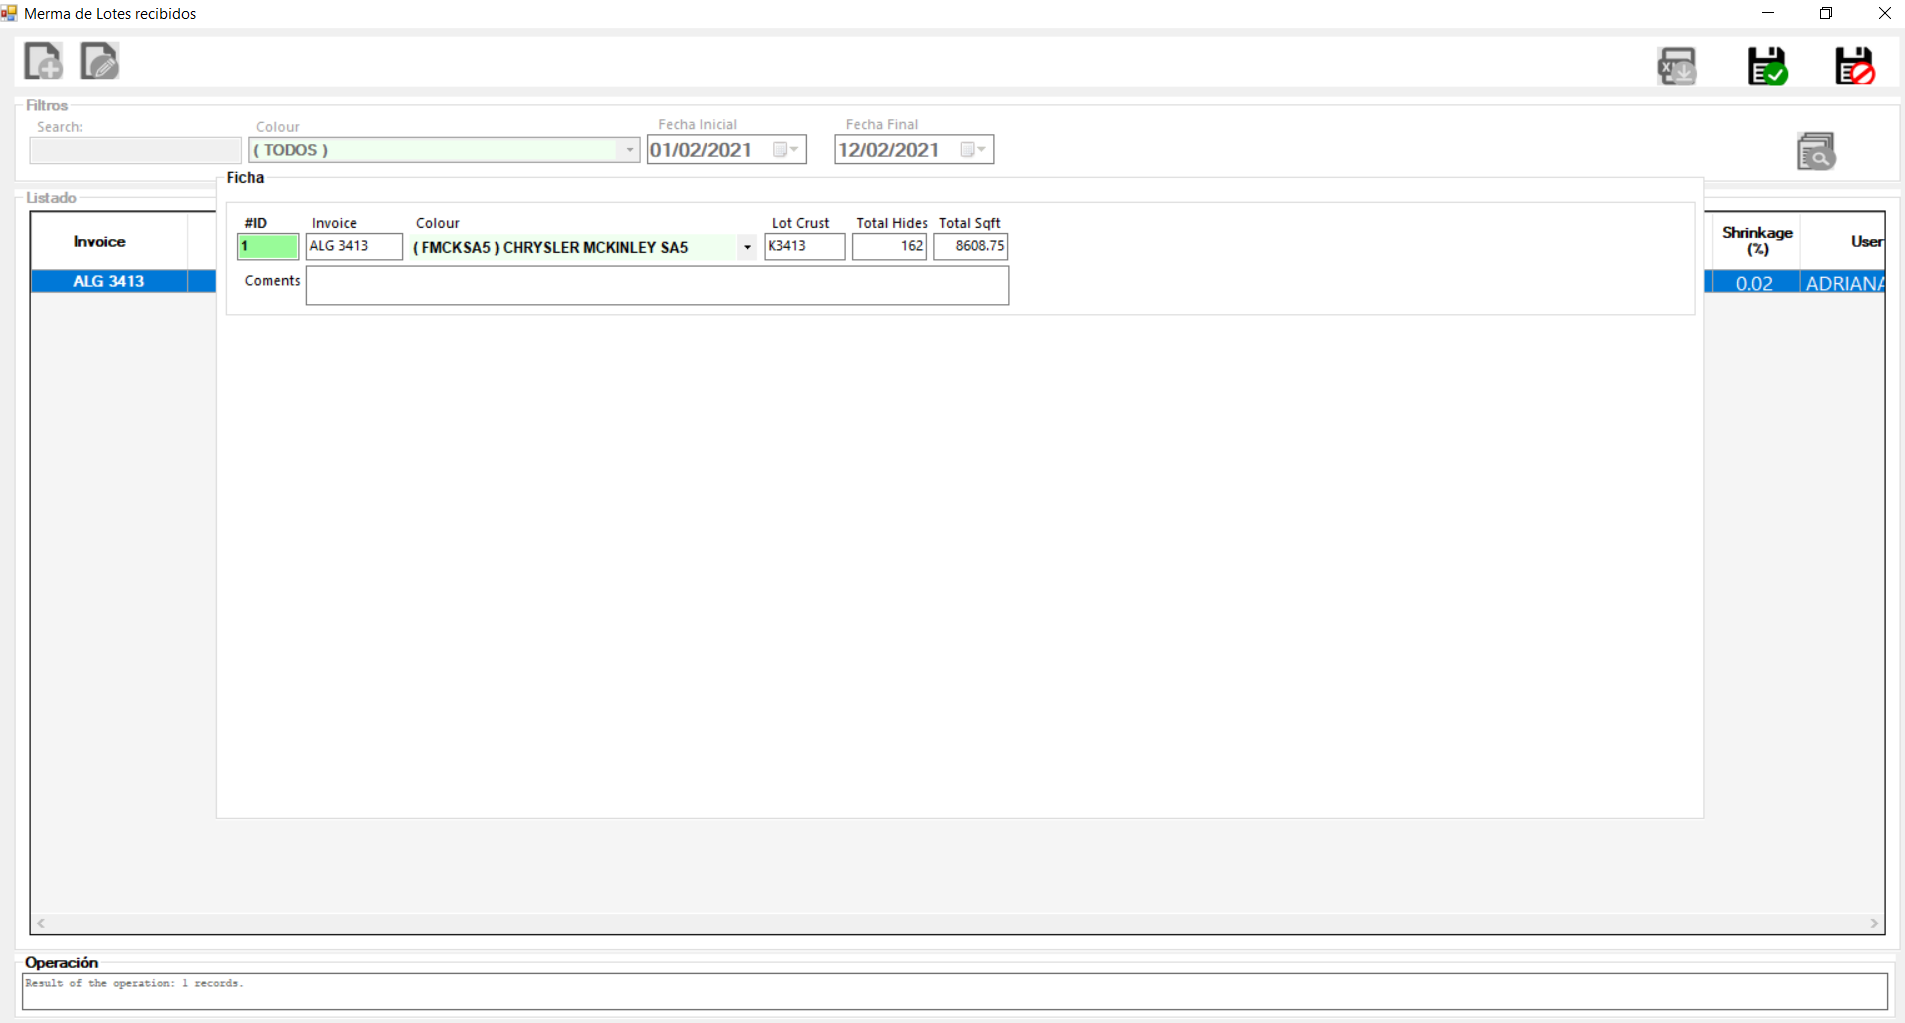 Merma de Lotes recibidos
Filtros
Search:
Colour
Fecha Inicial
Fecha Final
( TODOS )
01/02/2021
12/02/2021
Ficha
Listado
#ID
Invoice
Colour
Lot Crust
Total Hides
Total Sqft
1
ALG 3413
( FMCKSA5 ) CHRYSLER MCKINLEY SA5
K3413
162
8608.75
Coments
Invoice
Shrinkage
(%)
User
ALG 3413
0.02
ADRIANA
Operación
Result of the operation: 1 records.